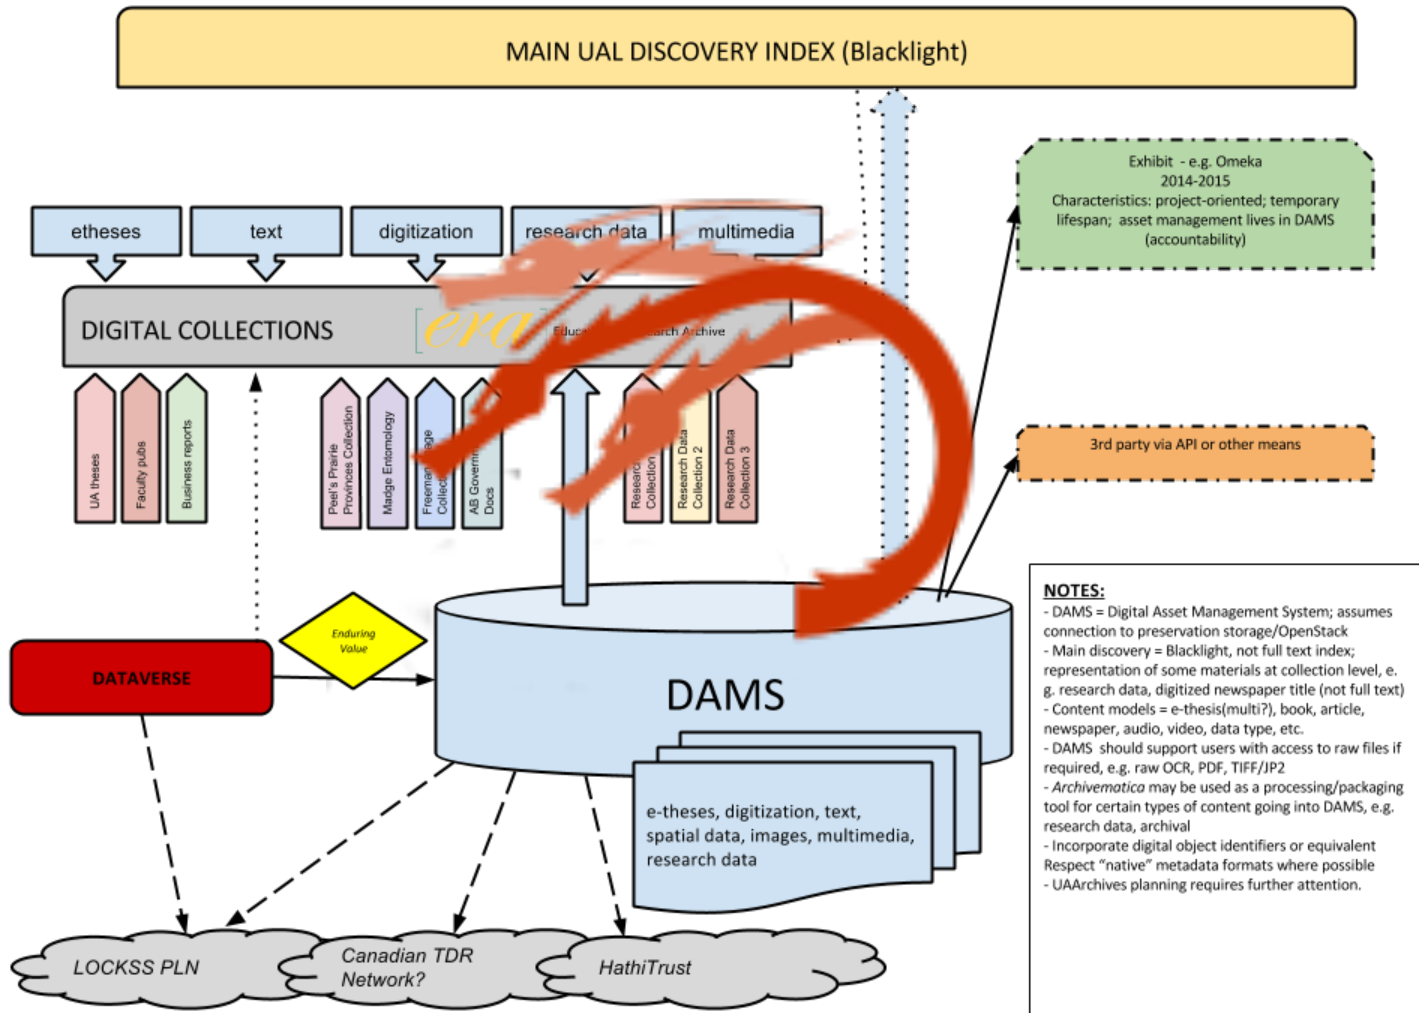 MAIN UAL DISCOVERY INDEX (Blacklight)
Exhibit - e.g. Omeka
2014-2015
Characteristics: project-oriented; temporary
lifespan; asset management lives in DAMS
(accountability)
etheses
text
digitization
research data
multimedia
DIGITAL COLLECTIONS
[era]
Archive
UA theses
Faculty pubs
Business reports
Peel's Prairie
Provinces Collection
Madge Entomology
Docs
Collection
Research Data
Collection 2
Research Data
Collection 3
3rd party via API or other means
Enduring
Value
DATAVERSE
DAMS
e-theses, digitization, text,
spatial data, images, multimedia,
research data
LOCKSS PLN
Canadian TDR
Network?
HathiTrust
NOTES:
- DAMS = Digital Asset Management System; assumes
connection to preservation storage/OpenStack
- Main discovery = Blacklight, not full text index;
representation of some materials at collection level, e.
g. research data, digitized newspaper title (not full text)
- Content models = e-thesis(multi?), book, article,
newspaper, audio, video, data type, etc.
- DAMS should support users with access to raw files if
required, e.g. raw OCR, PDF, TIFF/JP2
- Archivematica may be used as a processing/packaging
tool for certain types of content going into DAMS, e.g.
research data, archival
- Incorporate digital object identifiers or equivalent
Respect “native” metadata formats where possible
- UAArchives planning requires further attention.